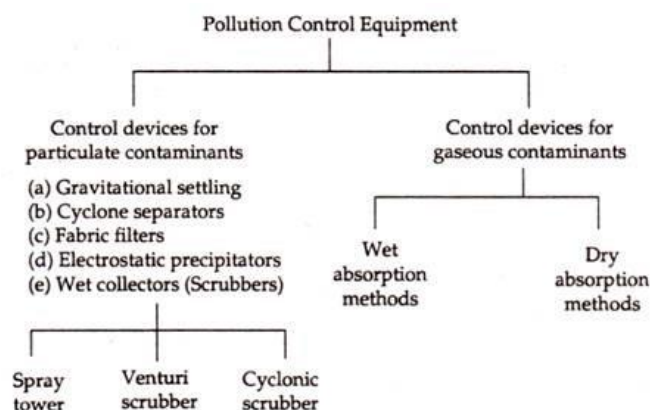 Pollution Control Equipment
Control devices for
particulate contaminants
(a) Gravitational settling
(b) Cyclone separators
(c) Fabric filters
(d) Electrostatic precipitators
(e) Wet collectors (Scrubbers)
Spray
tower
Venturi
scrubber
Cyclonic
scrubber
Control devices for
gaseous contaminants
Wet
absorption
methods
Dry
absorption
methods